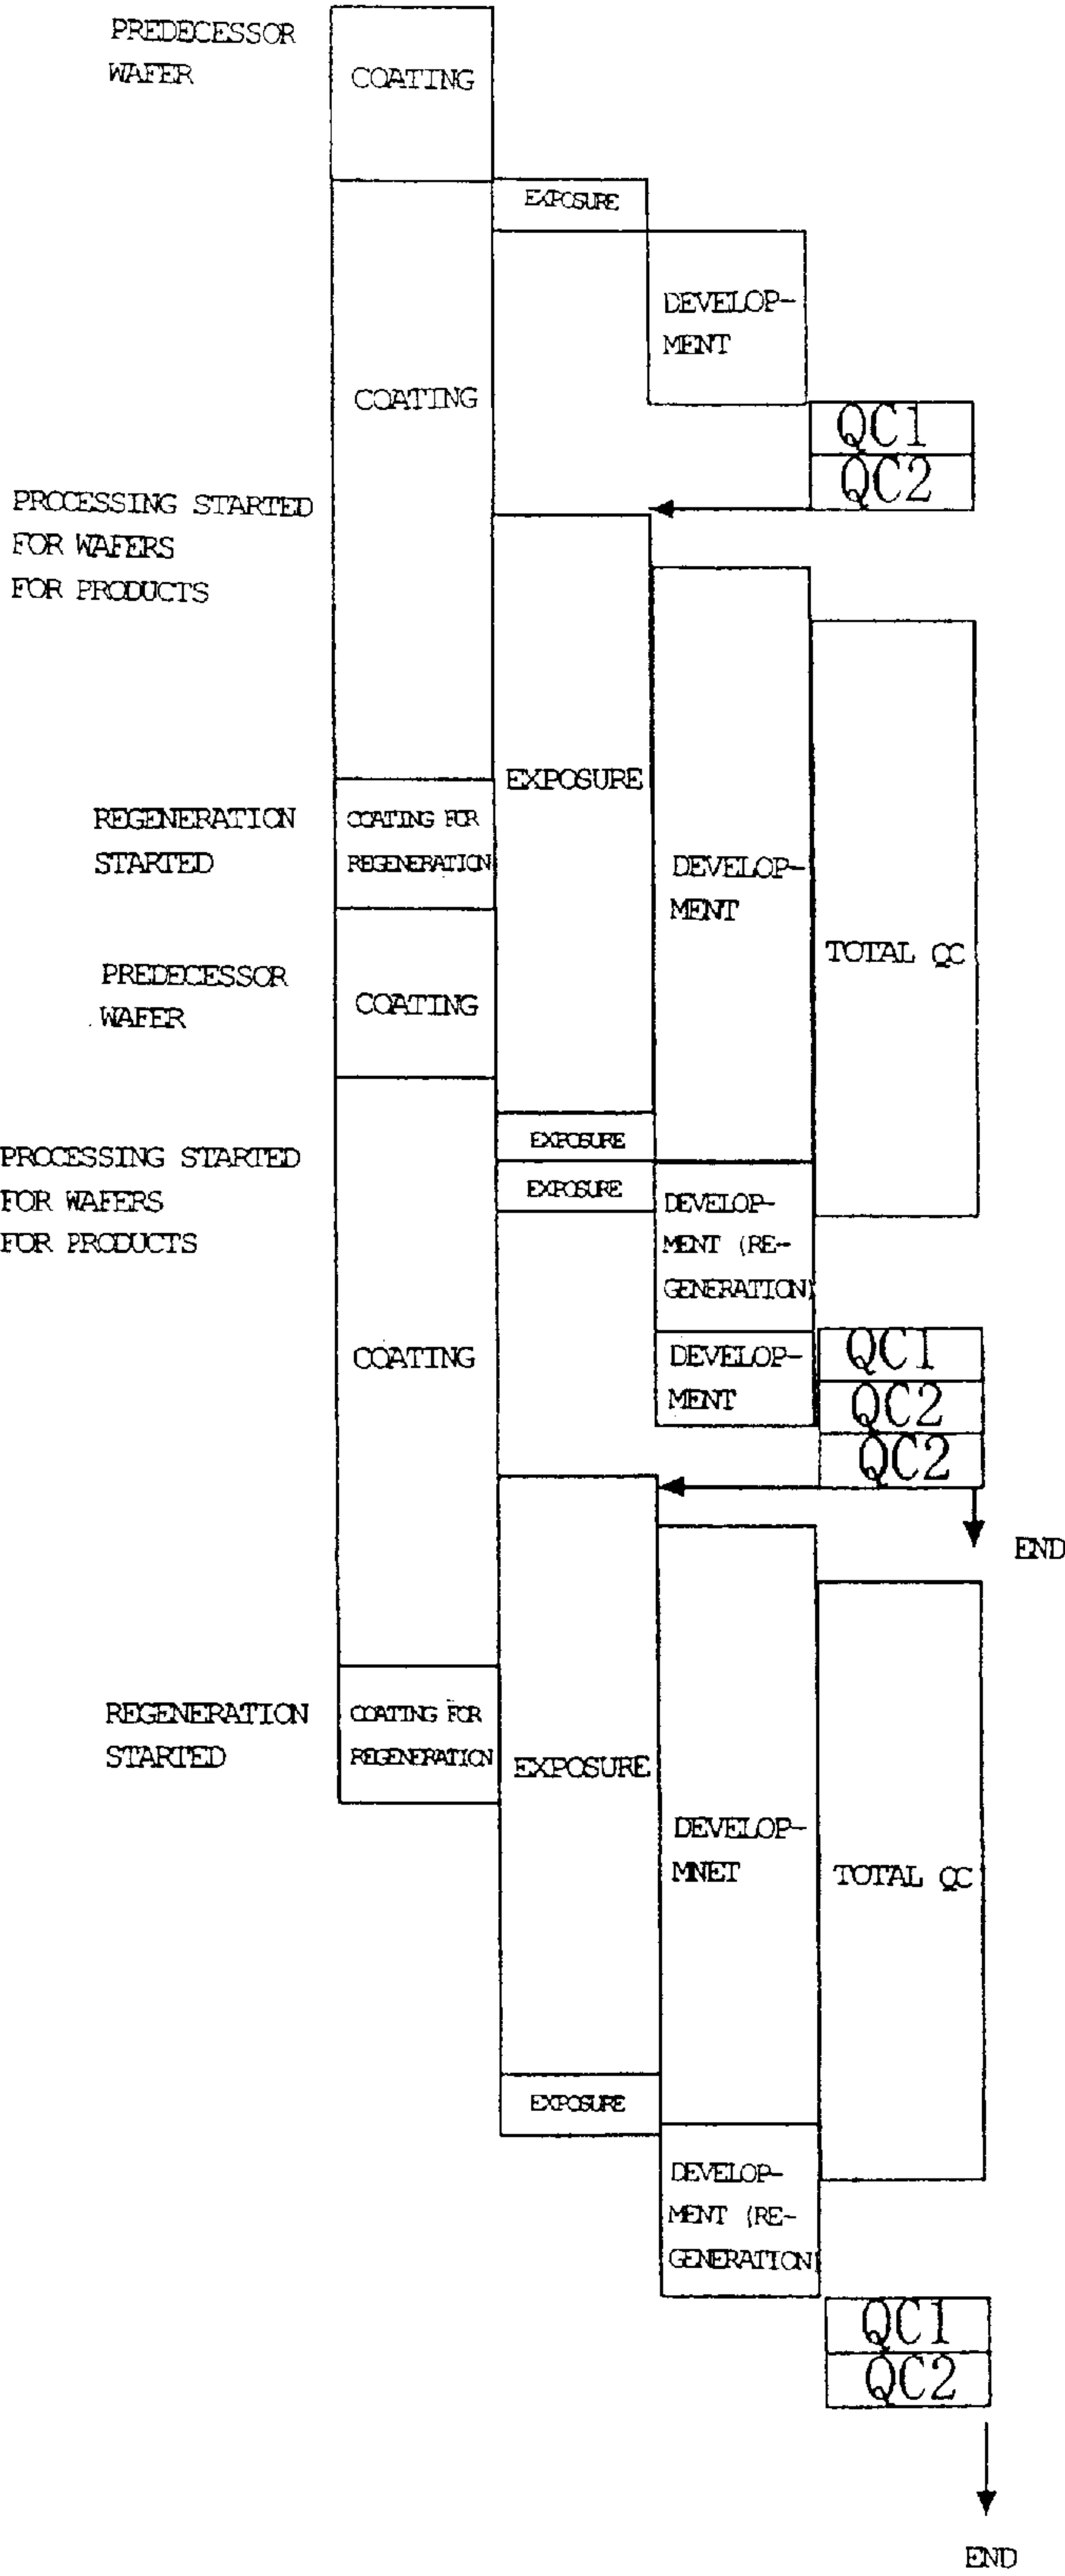 PREDECESSOR
WAFER
COATING
EXPOSURE
DEVELOP-
MENT
COATING
QC1
QC2
PROCESSING STARTED
FOR WAFERS
FOR PRODUCTS
EXPOSURE
REGENERATION
STARTED
COATING FOR
REGENERATION
DEVELOP-
MENT
TOTAL QC
PREDECESSOR
WAFER
COATING
EXPOSURE
PROCESSING STARTED
FOR WAFERS
FOR PRODUCTS
EXPOSURE
DEVELOP-
MENT (RE-
GENERATION)
COATING
DEVELOP-
MENT
QC1
QC2
QC2
END
REGENERATION
STARTED
COATING FOR
REGENERATION
EXPOSURE
DEVELOP-
MNET
TOTAL QC
EXPOSURE
DEVELOP-
MENT (RE-
GENERATION)
QC1
QC2
END